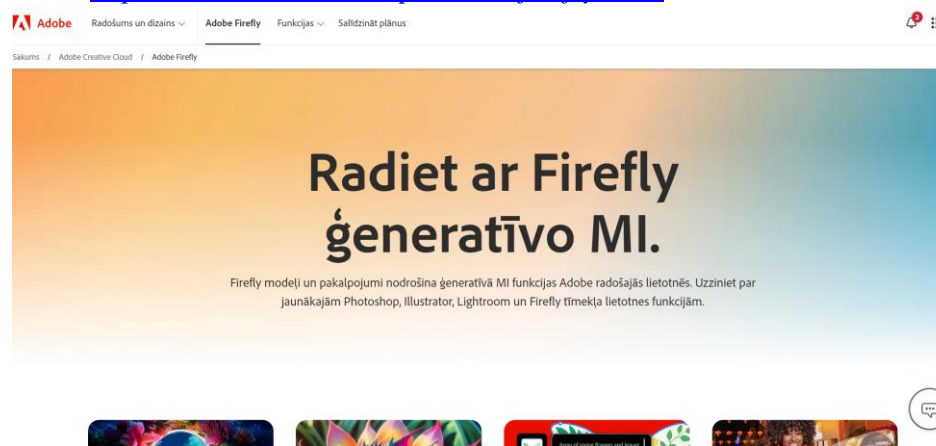 Adobe
Radošums un dizains
Adobe Firefly
Funkcijas
Salīdzināt plānus
3
Sākums / Adobe Creative Cloud / Adobe Firefly
Radiet ar Firefly
ģeneratīvo MI.
Firefly modeļi un pakalpojumi nodrošina ģeneratīvā MI funkcijas Adobe radošajās lietotnēs. Uzziniet par
jaunākajām Photoshop, Illustrator, Lightroom un Firefly tīmekļa lietotnes funkcijām.